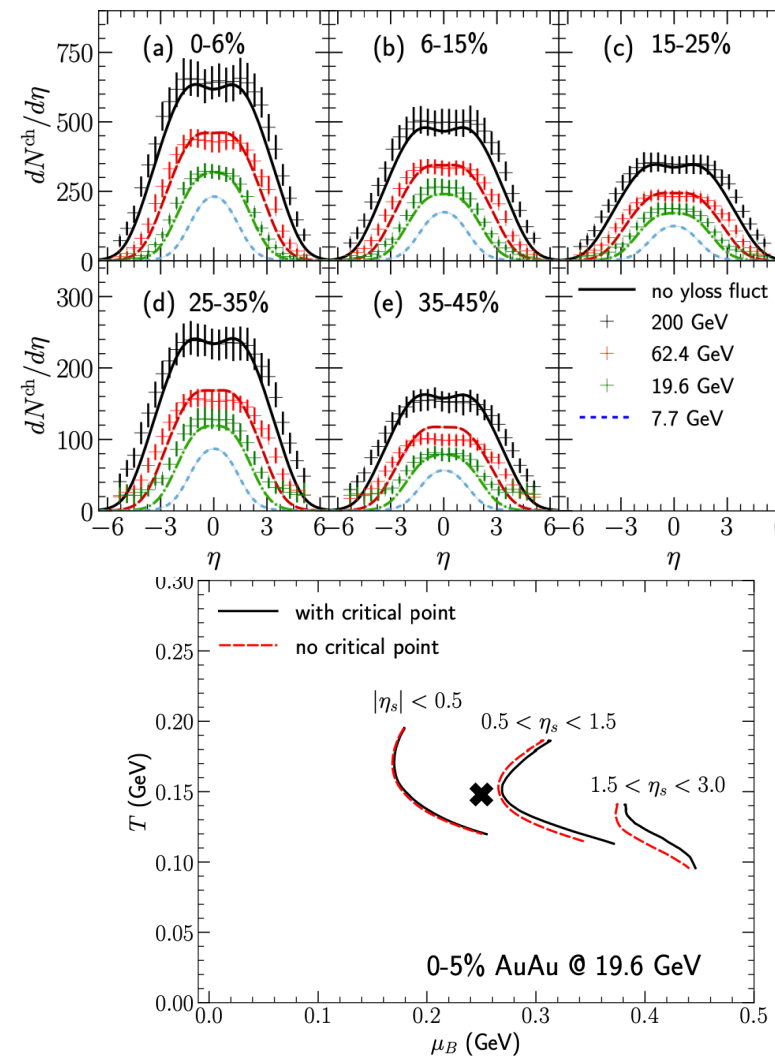 (a) 0-6%
(b) 6-15%
(c) 15-25%
dN^ch/dη
750
500
250
0
−6 −3 0 3 6
(d) 25-35%
(e) 35-45%
no yloss fluct
200 GeV
62.4 GeV
19.6 GeV
7.7 GeV
dN^ch/dη
300
200
100
0
−6 −3 0 3 6
−6 −3 0 3 6
−6 −3 0 3
η
η
η
0.30
0.25
0.20
0.15
0.10
0.05
0.00
T (GeV)
with critical point
no critical point
|η_s| < 0.5
0.5 < η_s < 1.5
1.5 < η_s < 3.0
0-5% AuAu @ 19.6 GeV
0.0 0.1 0.2 0.3 0.4 0.5
μ_B (GeV)